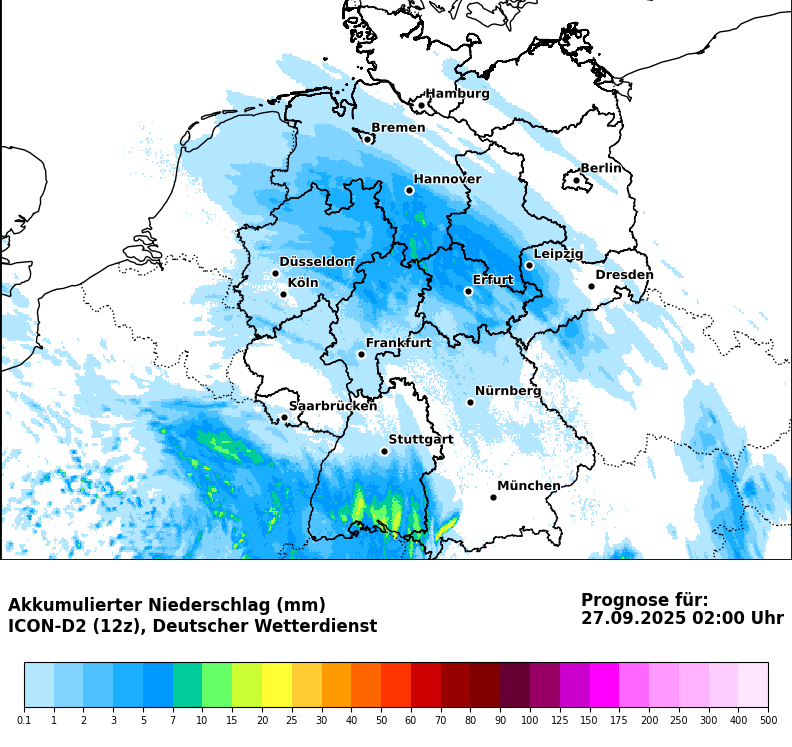 Hamburg
Bremen
Berlin
Hannover
Leipzig
Düsseldorf
Dresden
Köln
Erfurt
Frankfurt
Nürnberg
Saarbrücken
Stuttgart
München
Akkumulierter Niederschlag (mm)
ICON-D2 (12z), Deutscher Wetterdienst
Prognose für:
27.09.2025 02:00 Uhr
0.1 1 2 3 5 7 10 15 20 25 30 40 50 60 70 80 90 100 125 150 175 200 250 300 400 500